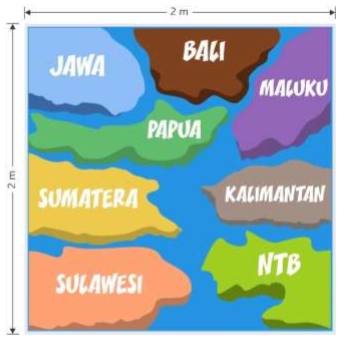 2 m
2 m
JAWA
BALI
MALUKU
PAPUA
SUMATERA
KALIMANTAN
SULAWESI
NTB